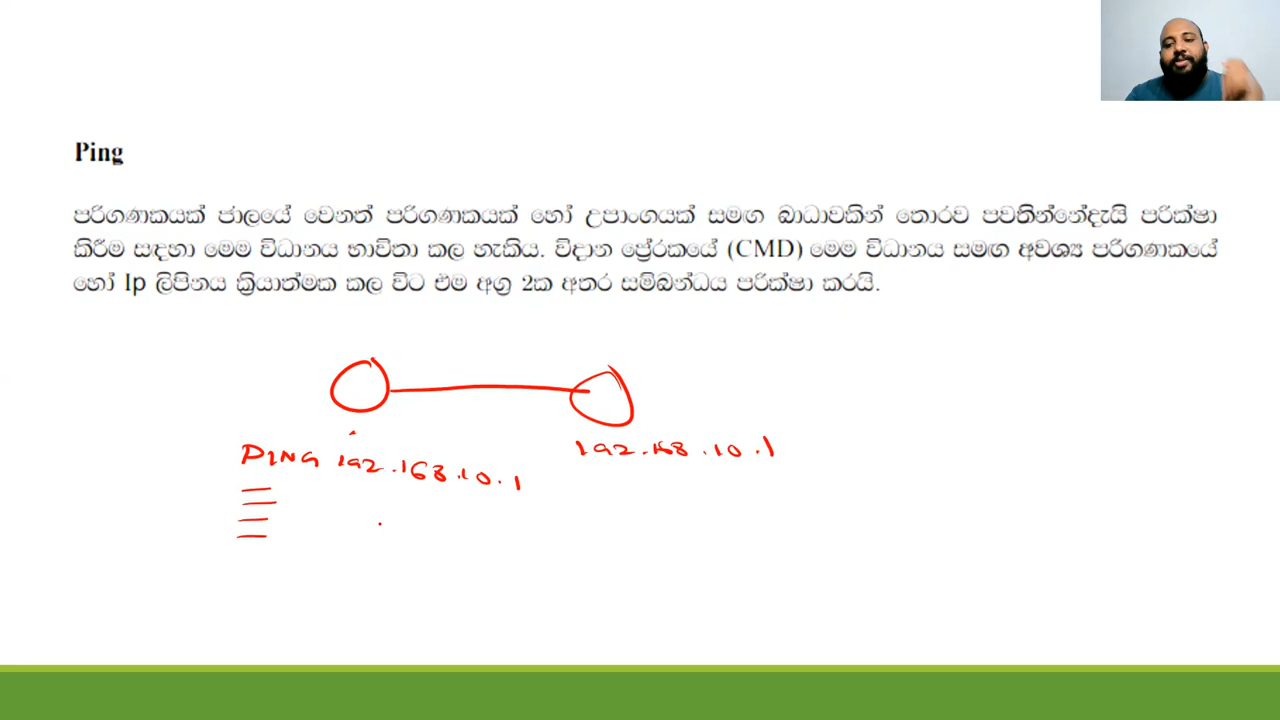 Ping
පරිගණකයක් ජාලයේ වෙනත් පරිගණකයක් හෝ උපාංගයක් සමඟ බාධාවකින් තොරව පවතින්නේදැයි පරික්ෂා
කිරීම සඳහා මෙම විධානය භාවිතා කල හැකිය. විදාන ප්‍රේරකයේ (CMD) මෙම විධානය සමඟ අවශ්‍ය පරිගණකයේ
හෝ Ip ලිපිනය ක්‍රියාත්මක කල විට එම අග්‍ර 2ක අතර සම්බන්ධය පරික්ෂා කරයි.
PING 192.168.10.1
192.168.10.1